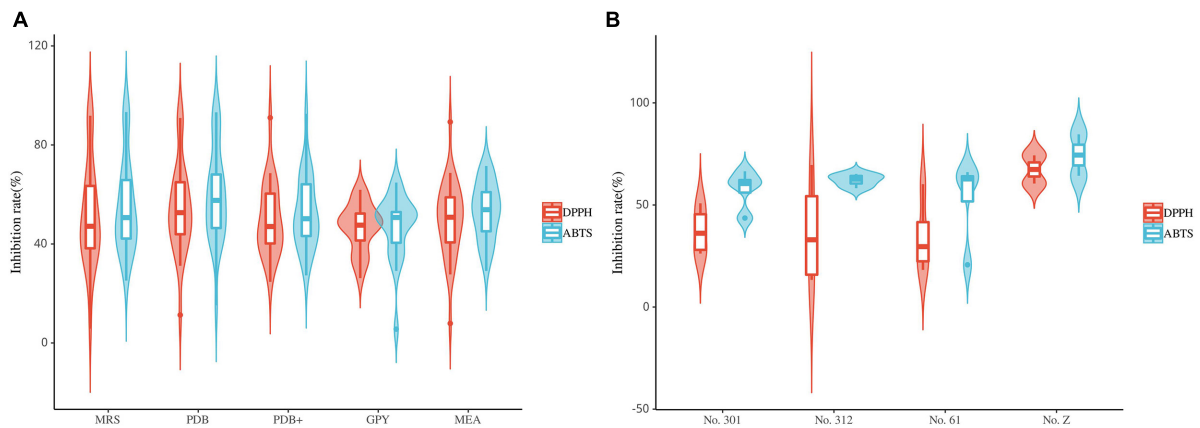 A
Inhibition rate(%)
120
80
40
0
MRS PDB PDB+ GPY MEA
DPPH
ABTS
B
Inhibition rate(%)
100
50
0
-50
No. 301 No. 312 No. 61 No. Z
DPPH
ABTS